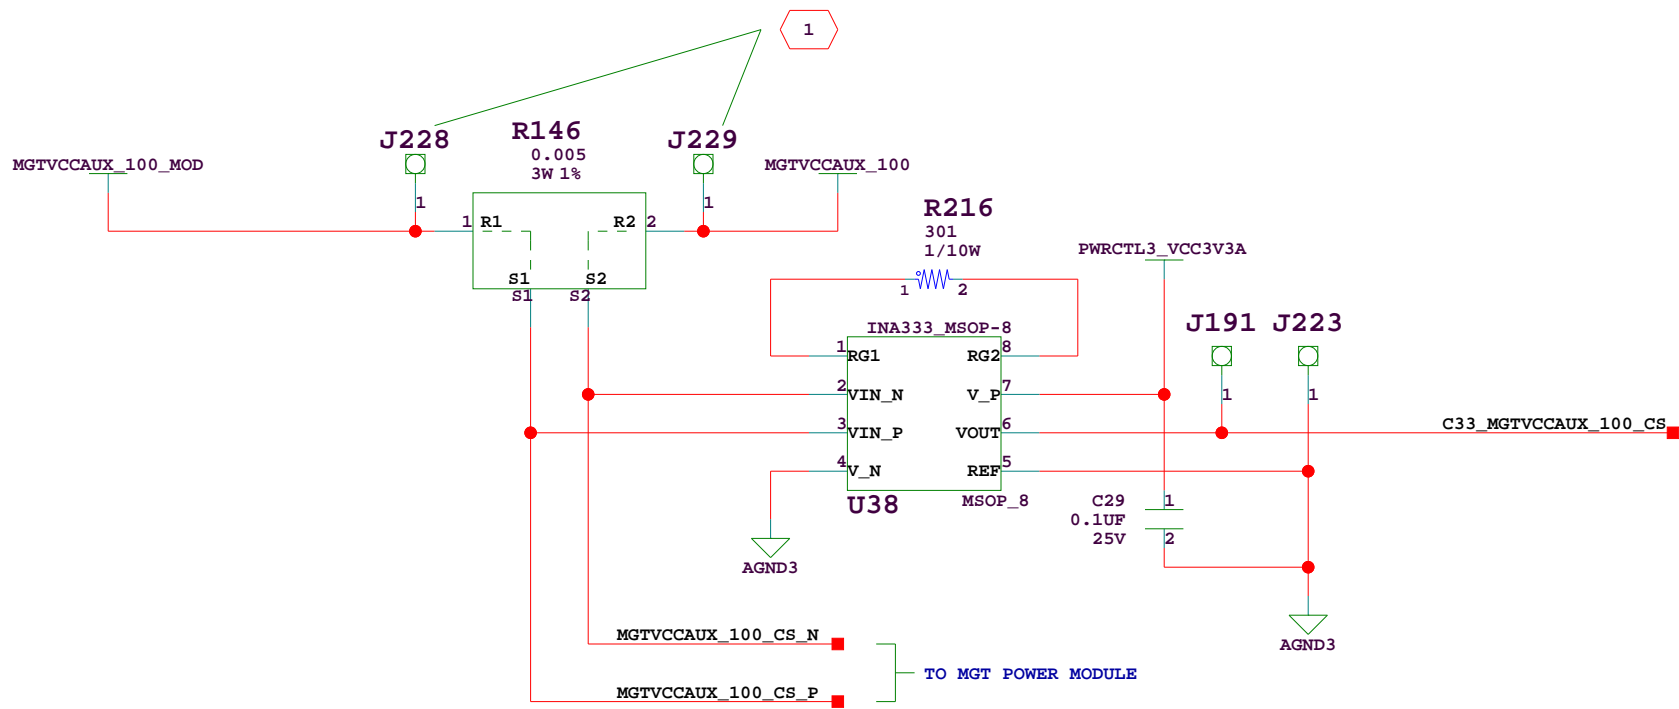 1
J228
R146
0.005
3W 1%
J229
MGTVCCAUX_100_MOD
MGTVCCAUX_100
1
1
1
R1
R2
2
S1
S2
S1
S2
R216
301
1/10W
1
2
PWRCTL3_VCC3V3A
INA333_MSOP-8
J191
J223
1
RG1
RG2
8
2
VIN_N
V_P
7
1
1
3
VIN_P
VOUT
6
C33_MGTVCCAUX_100_CS
4
V_N
REF
5
U38
MSOP_8
C29
0.1UF
25V
1
2
AGND3
AGND3
MGTVCCAUX_100_CS_N
TO MGT POWER MODULE
MGTVCCAUX_100_CS_P